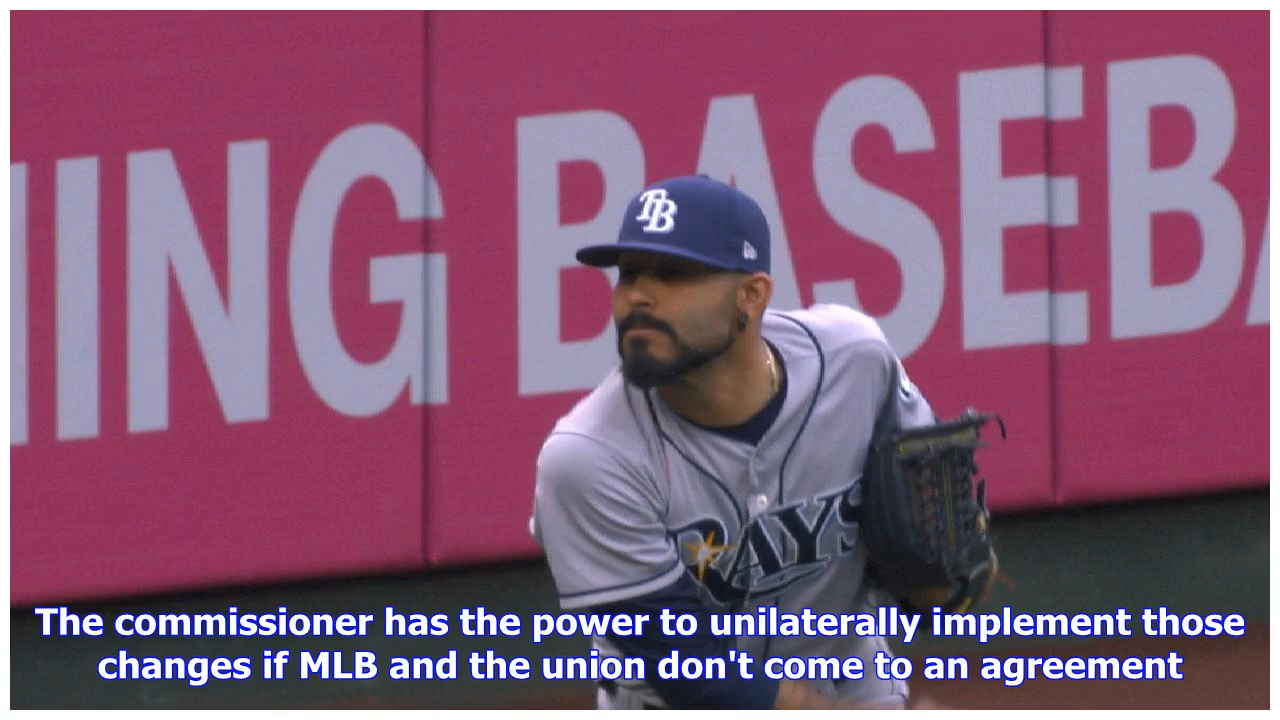 ING BASEB
TB
RAYS
The commissioner has the power to unilaterally implement those
changes if MLB and the union don't come to an agreement